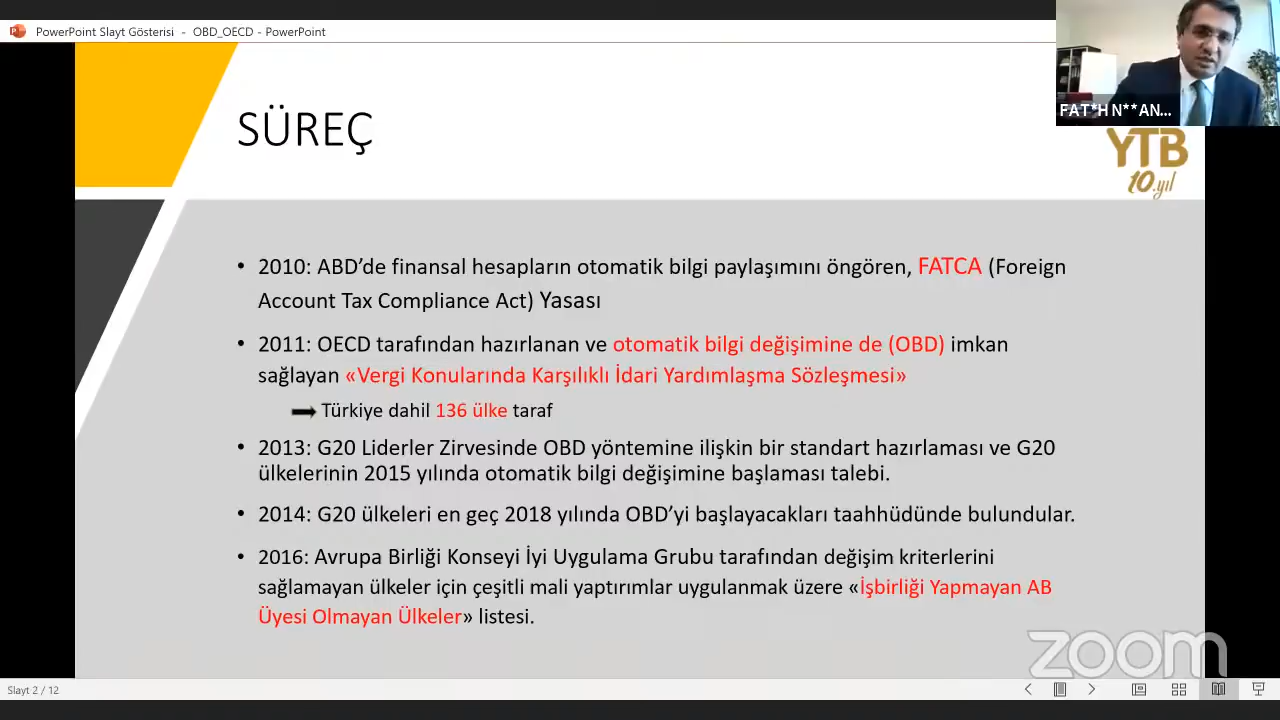 PowerPoint Slayt Gösterisi - OBD_OECD - PowerPoint
FAT*H N**AN...
SÜREÇ
YTB
10.yıl
• 2010: ABD’de finansal hesapların otomatik bilgi paylaşımını öngören, FATCA (Foreign
Account Tax Compliance Act) Yasası
• 2011: OECD tarafından hazırlanan ve otomatik bilgi değişimine de (OBD) imkan
sağlayan «Vergi Konularında Karşılıklı İdari Yardımlaşma Sözleşmesi»
Türkiye dahil 136 ülke taraf
• 2013: G20 Liderler Zirvesinde OBD yöntemine ilişkin bir standart hazırlaması ve G20
ülkelerinin 2015 yılında otomatik bilgi değişimine başlaması talebi.
• 2014: G20 ülkeleri en geç 2018 yılında OBD’yi başlayacakları taahhüdünde bulundular.
• 2016: Avrupa Birliği Konseyi İyi Uygulama Grubu tarafından değişim kriterlerini
sağlamayan ülkeler için çeşitli mali yaptırımlar uygulanmak üzere «İşbirliği Yapmayan AB
Üyesi Olmayan Ülkeler» listesi.
zoom
Slayt 2 / 12